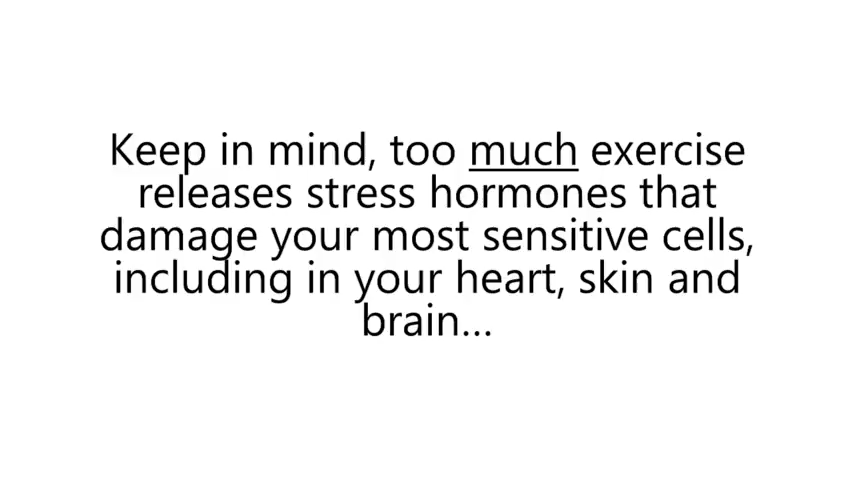 Keep in mind, too much exercise
releases stress hormones that
damage your most sensitive cells,
including in your heart, skin and
brain...